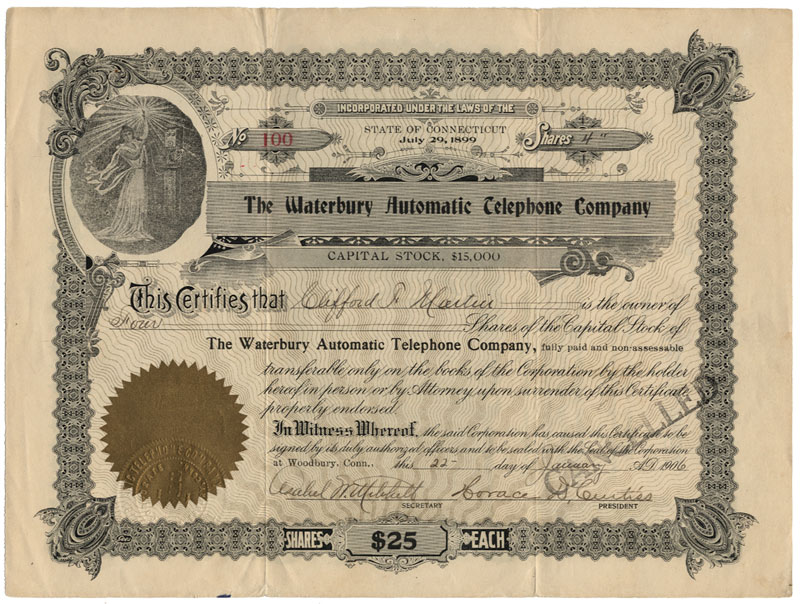 INCORPORATED UNDER THE LAWS OF THE
STATE OF CONNECTICUT
July 29, 1899
No 100
Shares 4
The Waterbury Automatic Telephone Company
CAPITAL STOCK, $15,000
This Certifies that Clifford F. Martin is the owner of
Four Shares of the Capital Stock of
The Waterbury Automatic Telephone Company, fully paid and non-assessable
transferable only on the books of the Corporation by the holder
hereof in person or by Attorney upon surrender of this Certificate
properly endorsed.
In Witness Whereof, the said Corporation has caused this Certificate to be
signed by its duly authorized officers and to be sealed with the Seal of the Corporation
at Woodbury, Conn., this 22 day of January A.D. 1906
Asahel W. Mitchell Horace D. Curtiss
SECRETARY PRESIDENT
SHARES $25 EACH